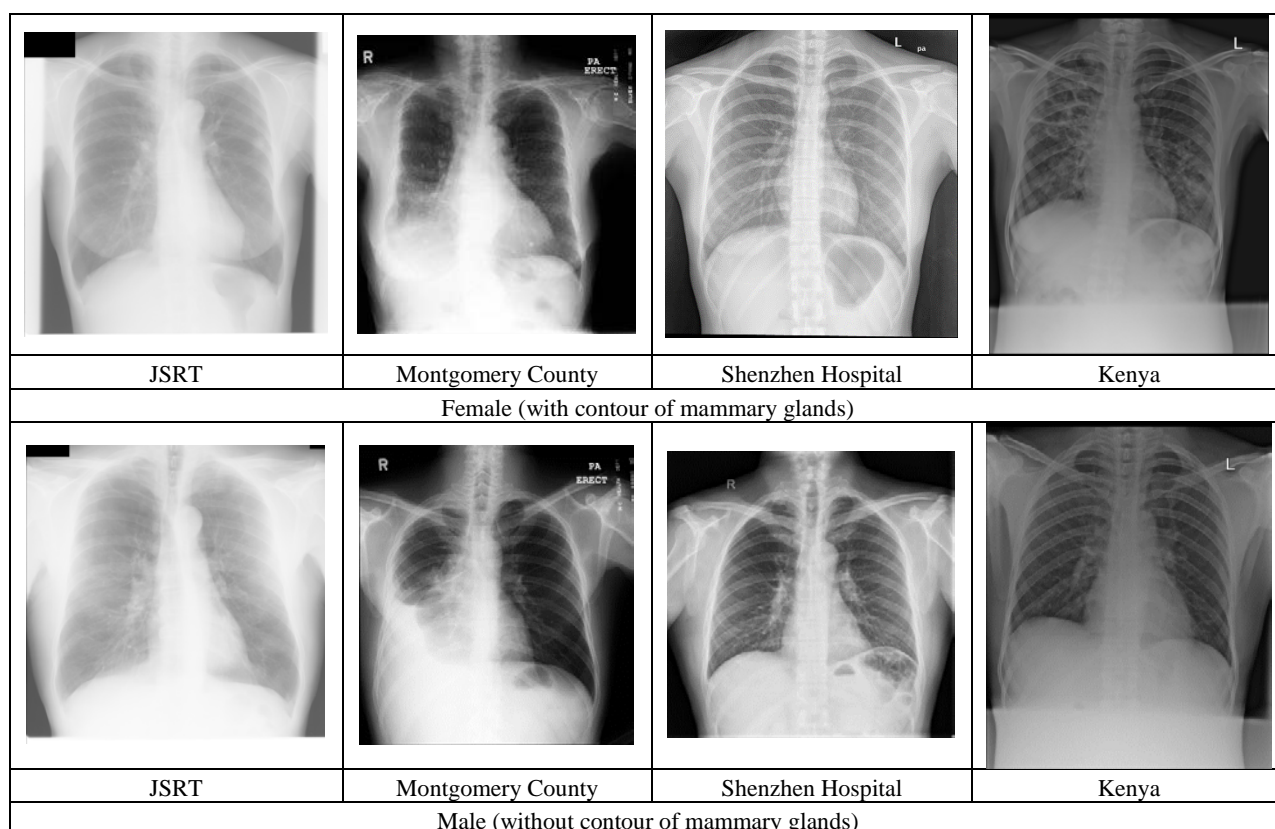 L pa
R L
PA
ERECT
JSRT Montgomery County Shenzhen Hospital Kenya
Female (with contour of mammary glands)
R PA
ERECT
R L
JSRT Montgomery County Shenzhen Hospital Kenya
Male (without contour of mammary glands)